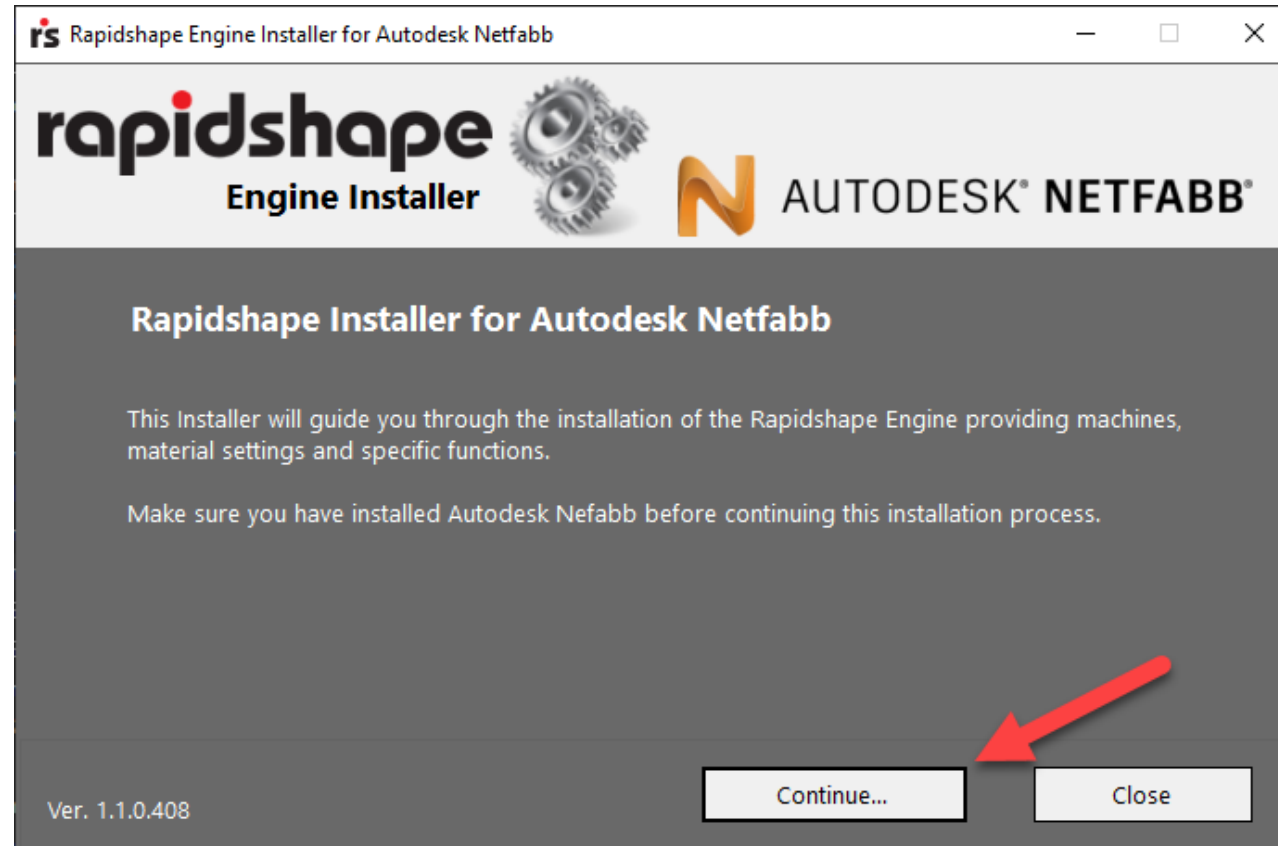 rs Rapidshape Engine Installer for Autodesk Netfabb
rapidshape
Engine Installer
AUTODESK® NETFABB®
Rapidshape Installer for Autodesk Netfabb
This Installer will guide you through the installation of the Rapidshape Engine providing machines,
material settings and specific functions.
Make sure you have installed Autodesk Nefabb before continuing this installation process.
Ver. 1.1.0.408
Continue...
Close